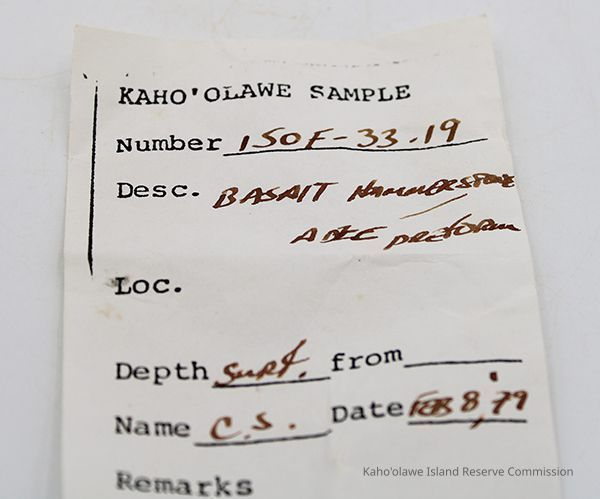 KAHO'OLAWE SAMPLE
Number 150F-33.19
Desc. BASALT HAMMERSTONE
ADZE PREFORM
Loc.
Depth Surf. from
Name C.S. Date FEB 8, 79
Remarks
Kaho'olawe Island Reserve Commission